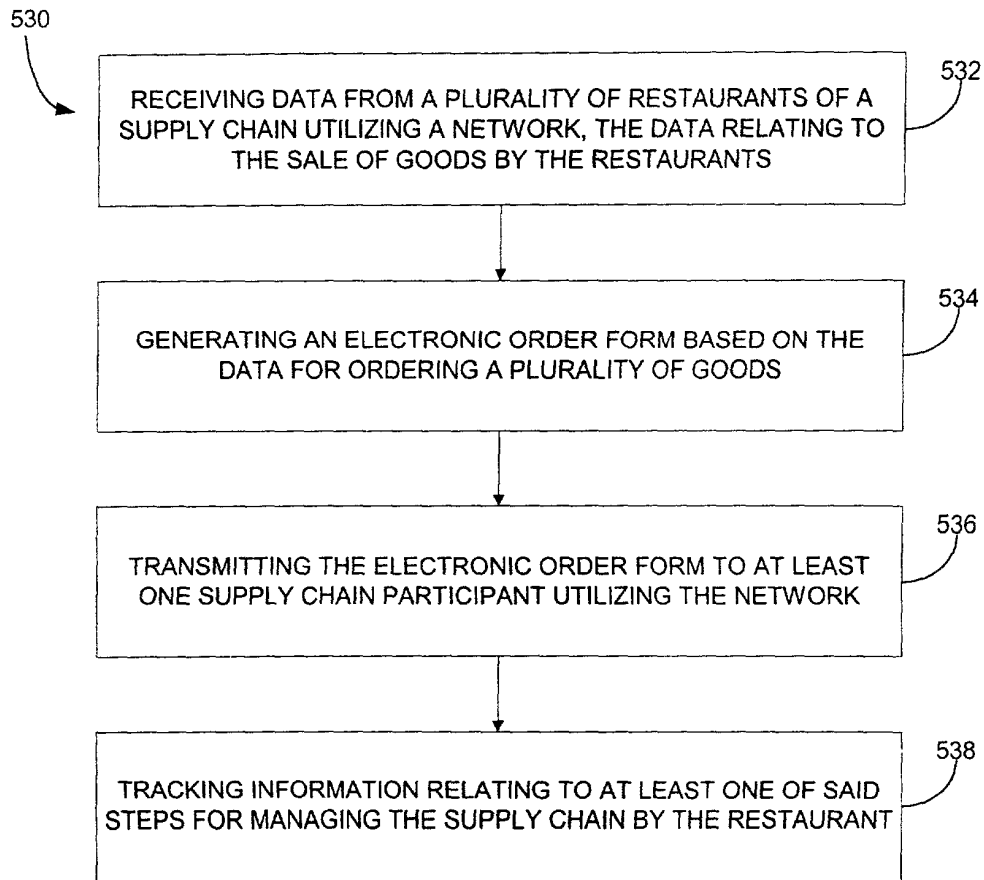 530
532
RECEIVING DATA FROM A PLURALITY OF RESTAURANTS OF A
SUPPLY CHAIN UTILIZING A NETWORK, THE DATA RELATING TO
THE SALE OF GOODS BY THE RESTAURANTS
534
GENERATING AN ELECTRONIC ORDER FORM BASED ON THE
DATA FOR ORDERING A PLURALITY OF GOODS
536
TRANSMITTING THE ELECTRONIC ORDER FORM TO AT LEAST
ONE SUPPLY CHAIN PARTICIPANT UTILIZING THE NETWORK
538
TRACKING INFORMATION RELATING TO AT LEAST ONE OF SAID
STEPS FOR MANAGING THE SUPPLY CHAIN BY THE RESTAURANT